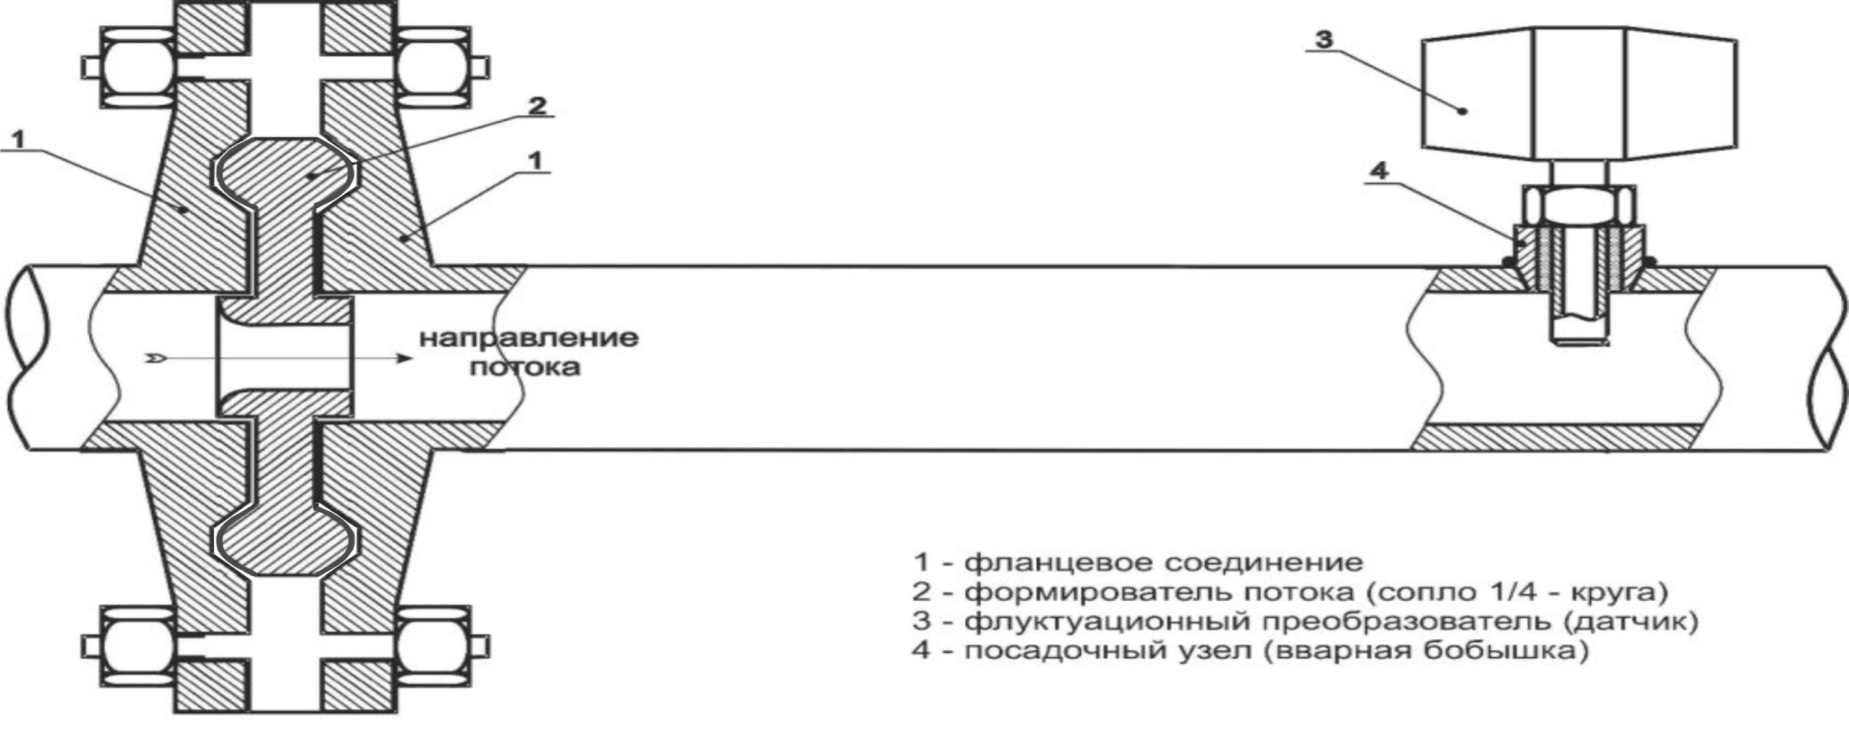 3
2
1
1
4
направление
потока
1 - фланцевое соединение
2 - формирователь потока (сопло 1/4 - круга)
3 - флуктуационный преобразователь (датчик)
4 - посадочный узел (вварная бобышка)